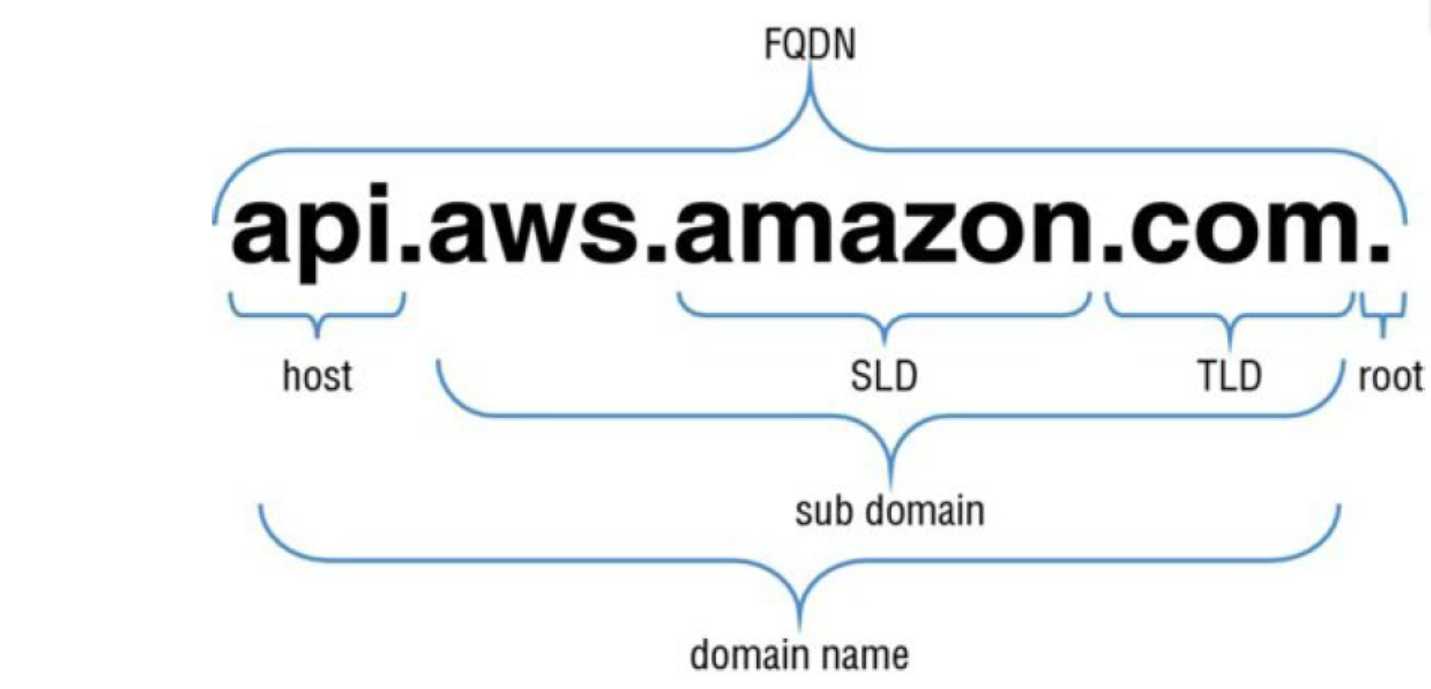 FQDN
api.aws.amazon.com.
host SLD TLD root
sub domain
domain name